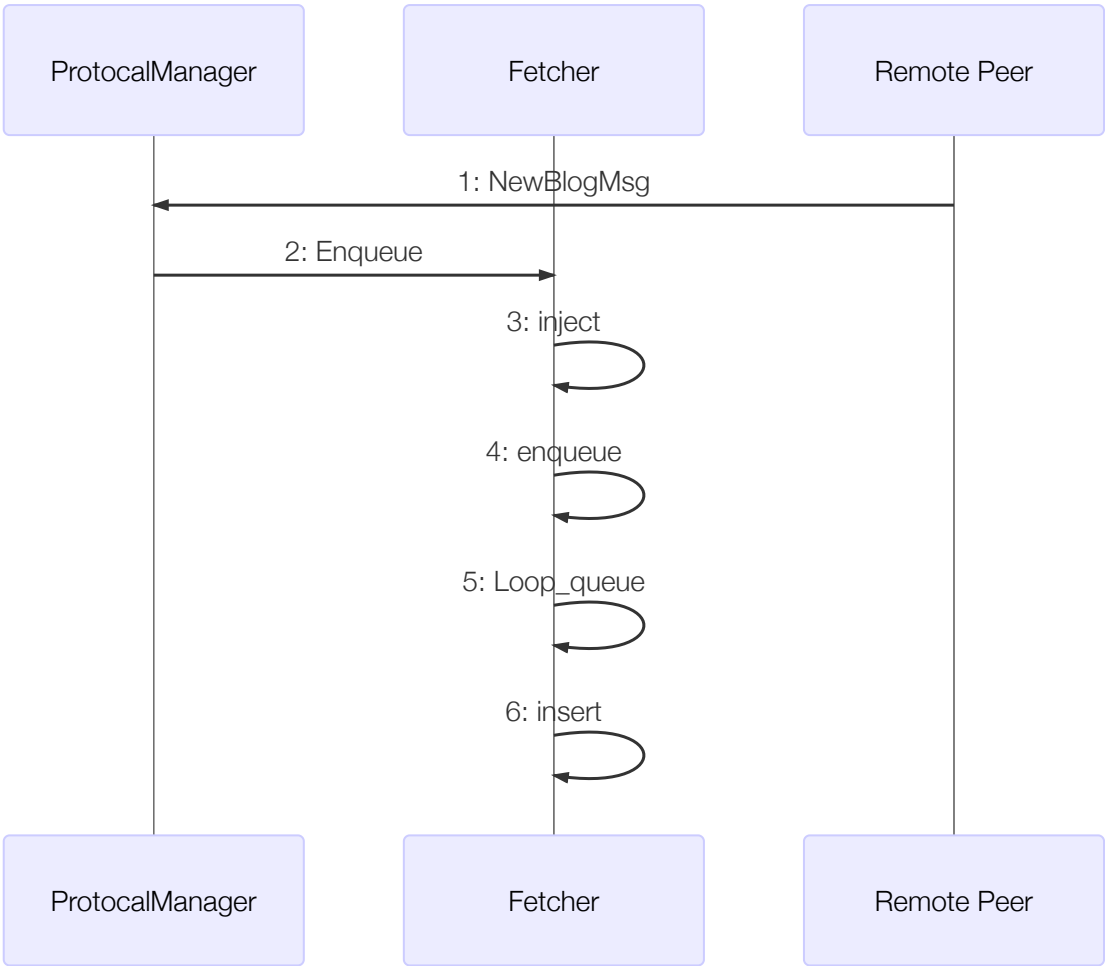 ProtocalManager
Fetcher
Remote Peer
1: NewBlogMsg
2: Enqueue
3: inject
4: enqueue
5: Loop_queue
6: insert
ProtocalManager
Fetcher
Remote Peer